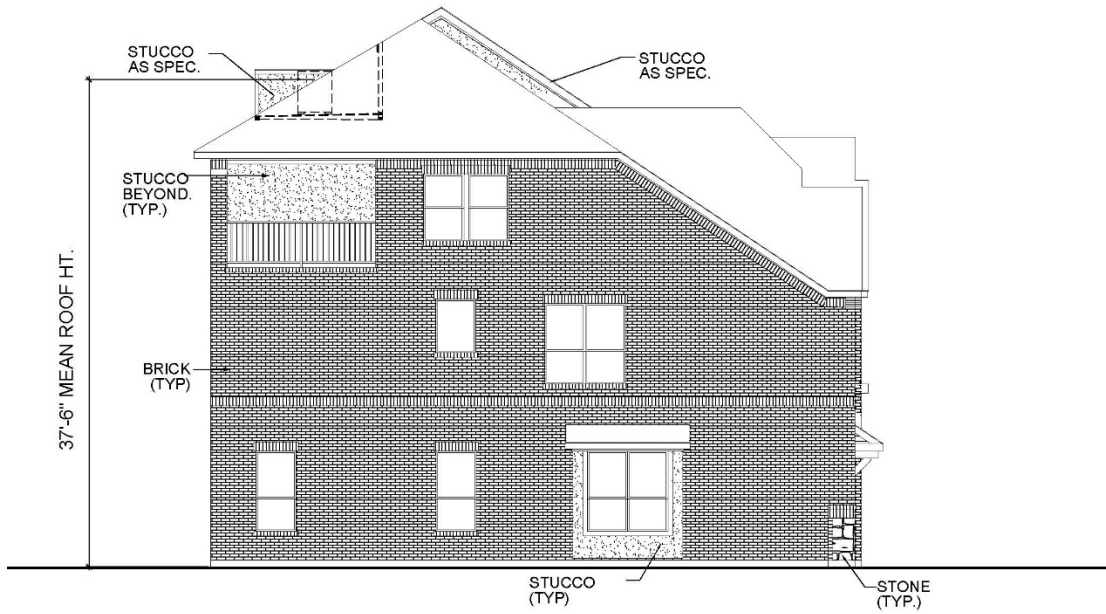 STUCCO
AS SPEC.
STUCCO
AS SPEC.
STUCCO
BEYOND.
(TYP.)
37'-6" MEAN ROOF HT.
BRICK
(TYP)
STUCCO
(TYP)
STONE
(TYP.)